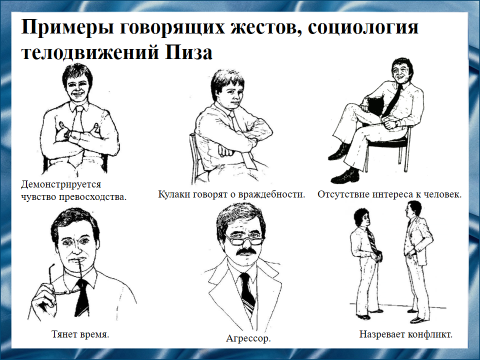 Примеры говорящих жестов, социология
телодвижений Пиза
Демонстрируется
чувство превосходства.
Кулаки говорят о враждебности.
Отсутствие интереса к человек.
Тянет время.
Агрессор.
Назревает конфликт.